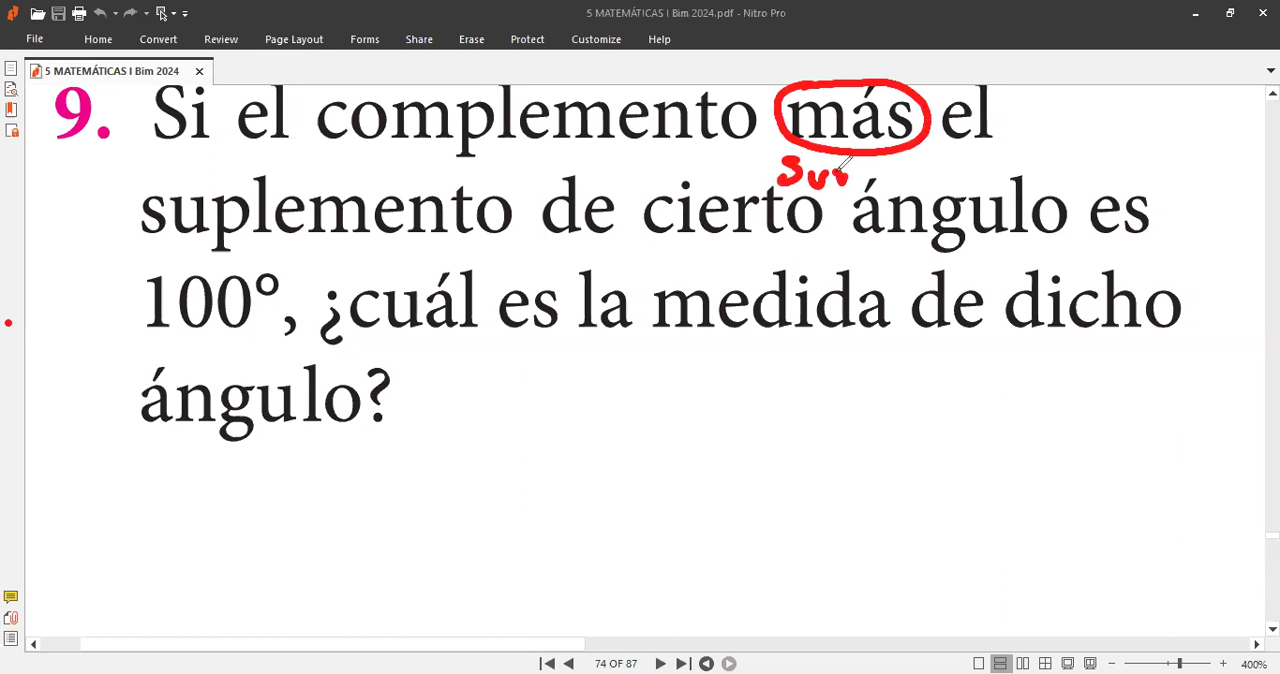 5 MATEMÁTICAS I Bim 2024.pdf - Nitro Pro
File Home Convert Review Page Layout Forms Share Erase Protect Customize Help
5 MATEMÁTICAS I Bim 2024
9. Si el complemento más el
suplemento de cierto ángulo es
100°, ¿cuál es la medida de dicho
ángulo?
74 OF 87
400%